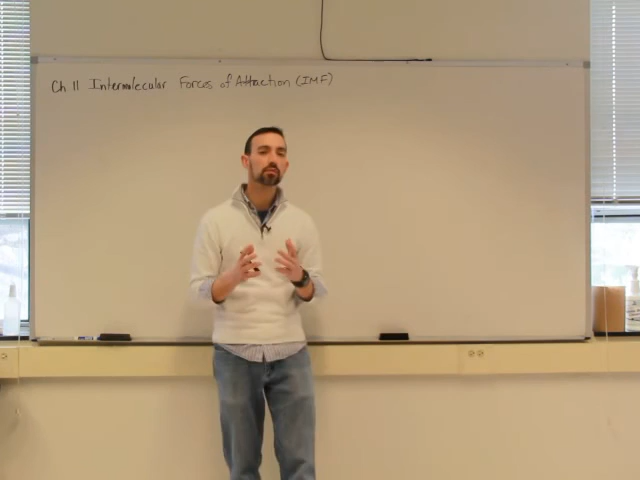 Ch 11 Intermolecular Forces of Attraction (IMF)